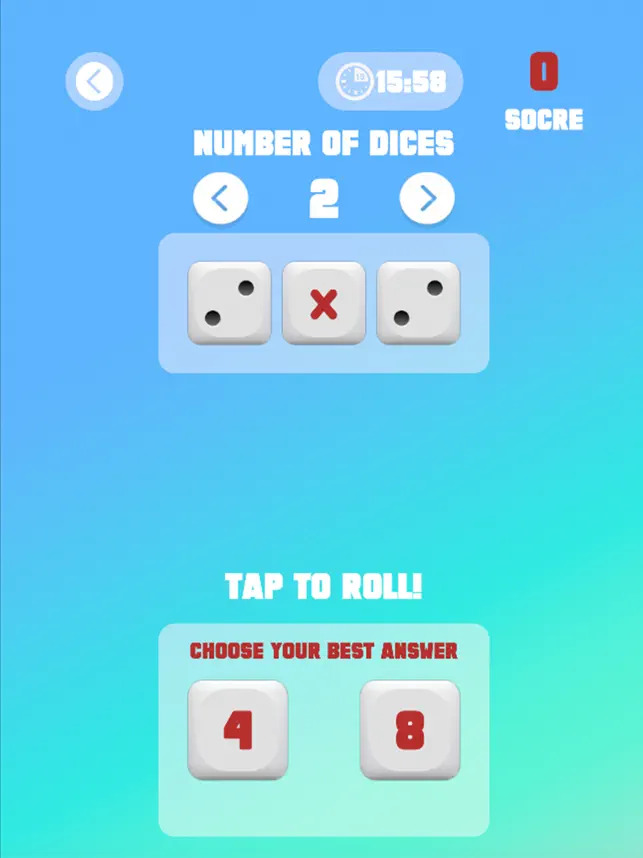 15:58
0
SOCRE
NUMBER OF DICES
2
X
TAP TO ROLL!
CHOOSE YOUR BEST ANSWER
4 8